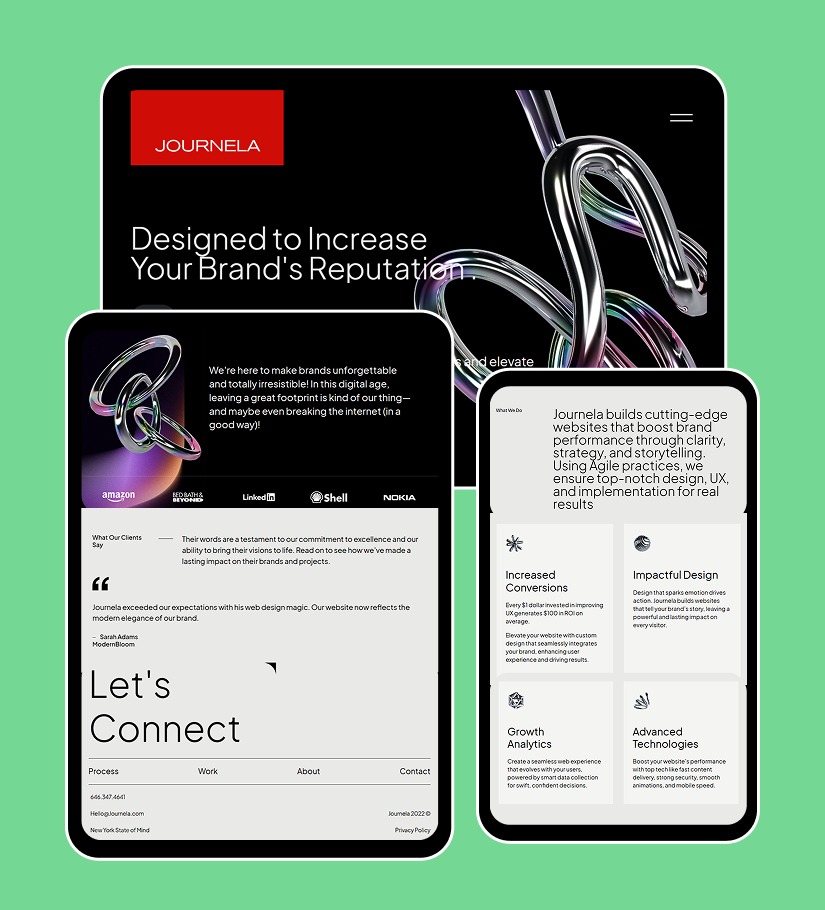 JOURNELA
Designed to Increase
Your Brand's Reputation .
s and elevate
We're here to make brands unforgettable
and totally irresistible! In this digital age,
leaving a great footprint is kind of our thing—
and maybe even breaking the internet (in a
good way)!
amazon
BED BATH &
BEYOND
Linked in
Shell
NOKIA
What Our Clients
Say
Their words are a testament to our commitment to excellence and our
ability to bring their visions to life. Read on to see how we've made a
lasting impact on their brands and projects.
“
Journela exceeded our expectations with his web design magic. Our website now reflects the
modern elegance of our brand.
– Sarah Adams
ModernBloom
Let's
Connect
Process
Work
About
Contact
646.347.4641
Hello@Journela.com
Journela 2022 ©
New York State of Mind
Privacy Policy
What We Do
Journela builds cutting-edge
websites that boost brand
performance through clarity,
strategy, and storytelling.
Using Agile practices, we
ensure top-notch design, UX,
and implementation for real
results
Increased
Conversions
Every $1 dollar invested in improving
UX generates $100 in ROI on
average.
Elevate your website with custom
design that seamlessly integrates
your brand, enhancing user
experience and driving results.
Impactful Design
Design that sparks emotion drives
action. Journela builds websites
that tell your brand's story, leaving a
powerful and lasting impact on
every visitor.
Growth
Analytics
Create a seamless web experience
that evolves with your users,
powered by smart data collection
for swift, confident decisions.
Advanced
Technologies
Boost your website's performance
with top tech like fast content
delivery, strong security, smooth
animations, and mobile speed.